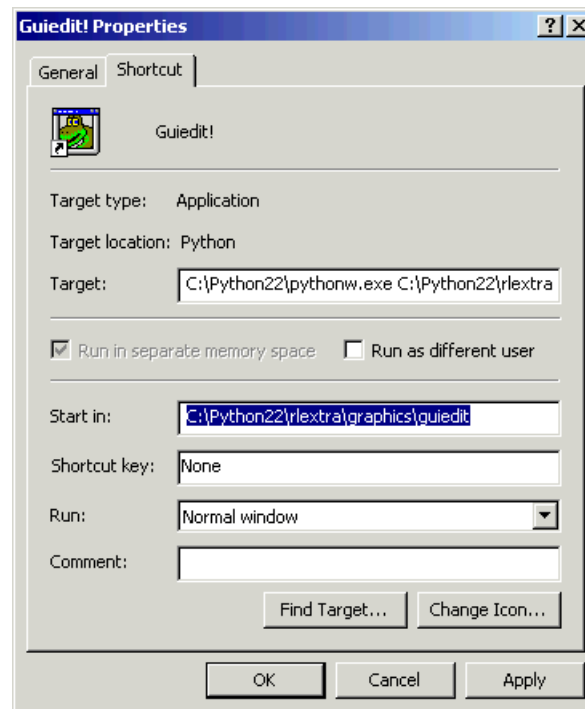 Guiedit! Properties
General Shortcut
Guiedit!
Target type: Application
Target location: Python
Target: C:\Python22\pythonw.exe C:\Python22\rlextra
Run in separate memory space Run as different user
Start in: C:\Python22\rlextra\graphics\guiedit
Shortcut key: None
Run: Normal window
Comment:
Find Target... Change Icon...
OK Cancel Apply